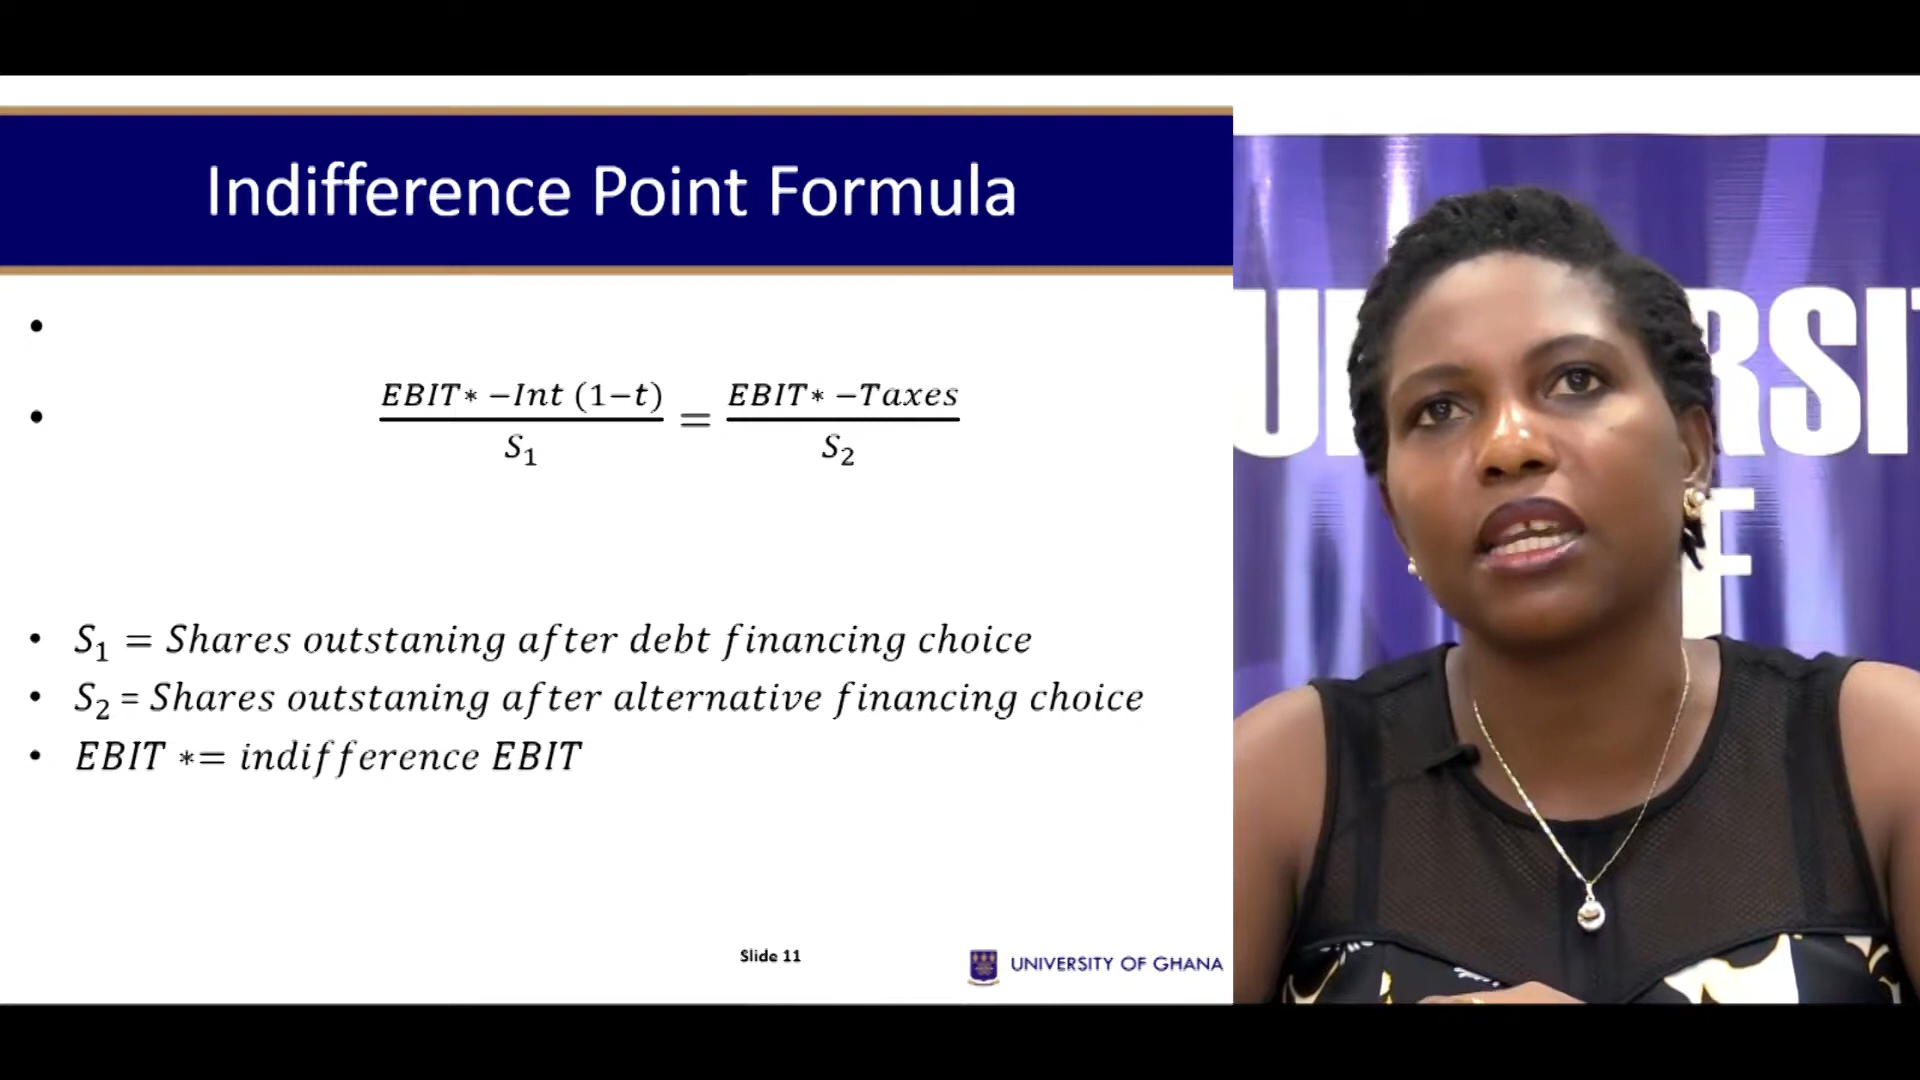 Indifference Point Formula
EBIT* −Int (1−t) / S₁ = EBIT* −Taxes / S₂
• S₁ = Shares outstaning after debt financing choice
• S₂ = Shares outstaning after alternative financing choice
• EBIT *= indifference EBIT
Slide 11
UNIVERSITY OF GHANA